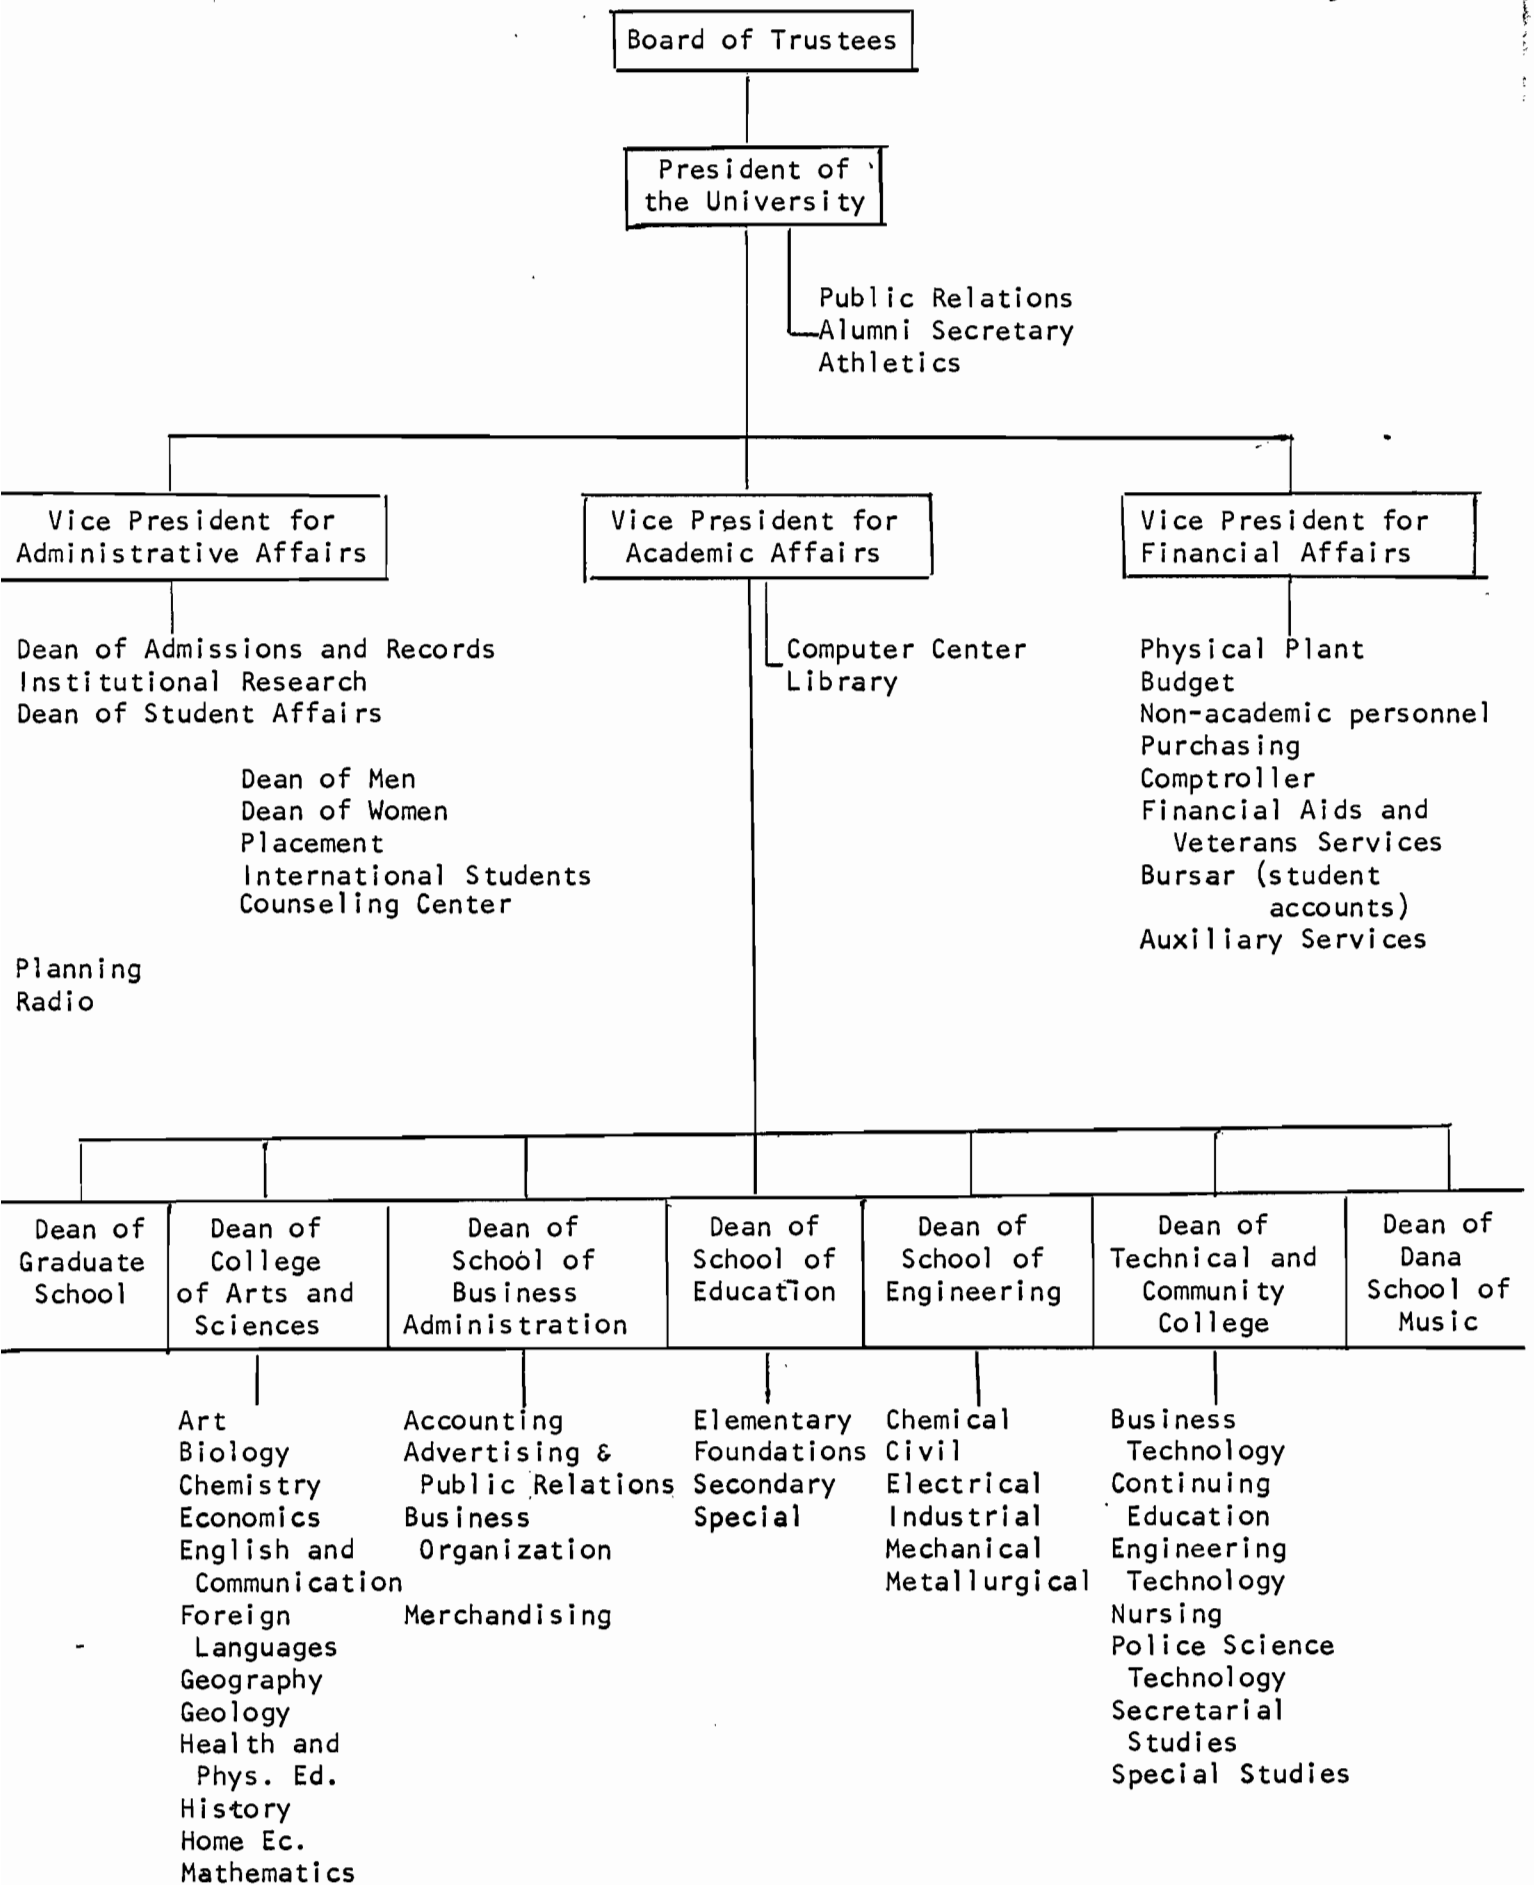 Board of Trustees
President of
the University
Public Relations
Alumni Secretary
Athletics
Vice President for
Administrative Affairs
Vice President for
Academic Affairs
Vice President for
Financial Affairs
Dean of Admissions and Records
Institutional Research
Dean of Student Affairs
Dean of Men
Dean of Women
Placement
International Students
Counseling Center
Planning
Radio
Computer Center
Library
Physical Plant
Budget
Non-academic personnel
Purchasing
Comptroller
Financial Aids and
Veterans Services
Bursar (student
accounts)
Auxiliary Services
Dean of
Graduate
School
Dean of
College
of Arts and
Sciences
Dean of
School of
Business
Administration
Dean of
School of
Education
Dean of
School of
Engineering
Dean of
Technical and
Community
College
Dean of
Dana
School of
Music
Art
Biology
Chemistry
Economics
English and
Communication
Foreign
Languages
Geography
Geology
Health and
Phys. Ed.
History
Home Ec.
Mathematics
Accounting
Advertising &
Public Relations
Business
Organization
Merchandising
Elementary
Foundations
Secondary
Special
Chemical
Civil
Electrical
Industrial
Mechanical
Metallurgical
Business
Technology
Continuing
Education
Engineering
Technology
Nursing
Police Science
Technology
Secretarial
Studies
Special Studies